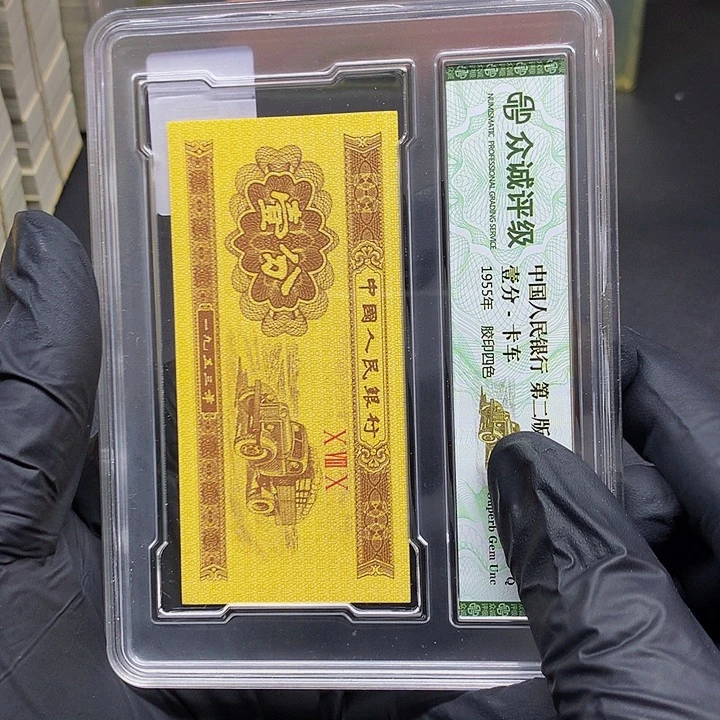 中國人民銀行
壹分
一九五三年
X Ⅷ X
众诚评级
NUMISMATIC PROFESSIONAL GRADING SERVICE
中国人民银行 第二版
壹分 - 卡车
1955年 胶印四色
Q
Superb Gem Unc